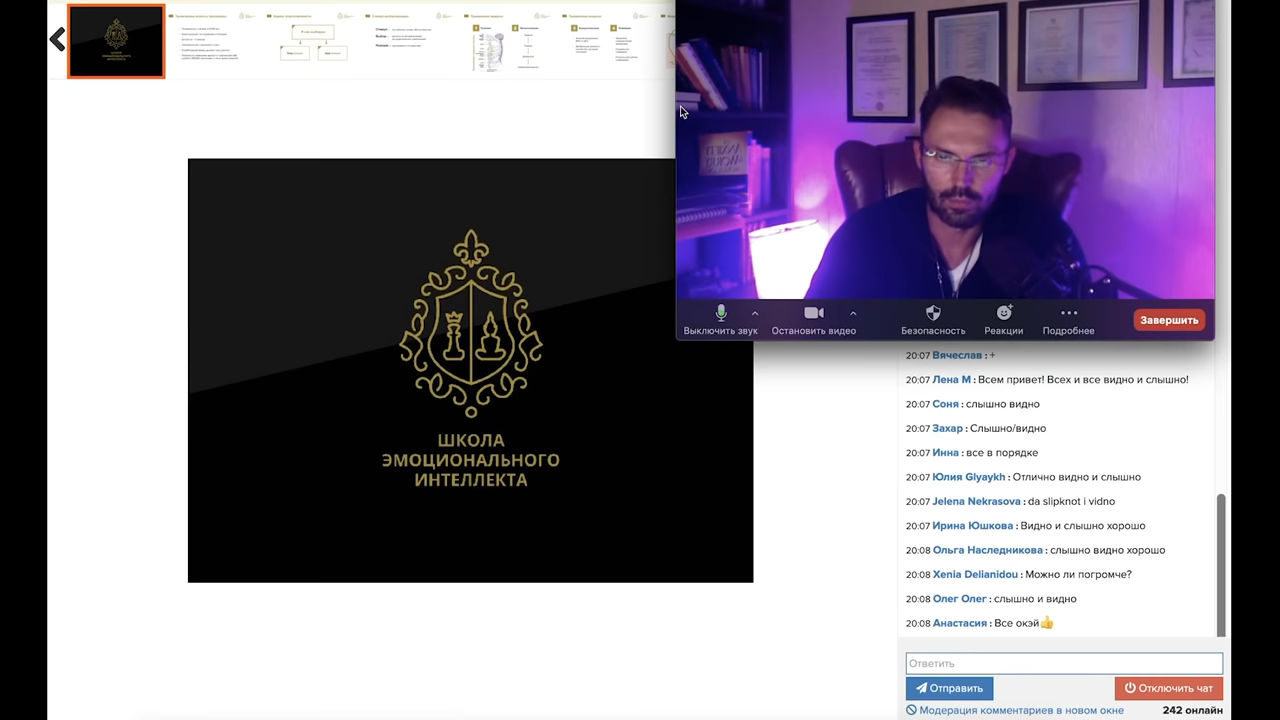 ШКОЛА
ЭМОЦИОНАЛЬНОГО
ИНТЕЛЛЕКТА
Выключить звук
Остановить видео
Безопасность
Реакции
Подробнее
Завершить
20:07 Вячеслав : +
20:07 Лена М : Всем привет! Всех и все видно и слышно!
20:07 Соня : слышно видно
20:07 Захар : Слышно/видно
20:07 Инна : все в порядке
20:07 Юлия Glyaykh : Отлично видно и слышно
20:07 Jelena Nekrasova : da slipknot i vidno
20:07 Ирина Юшкова : Видно и слышно хорошо
20:08 Ольга Наследникова : слышно видно хорошо
20:08 Xenia Delianidou : Можно ли погромче?
20:08 Олег Олег : слышно и видно
20:08 Анастасия : Все окэй👍
Ответить
Отправить
Отключить чат
Модерация комментариев в новом окне
242 онлайн